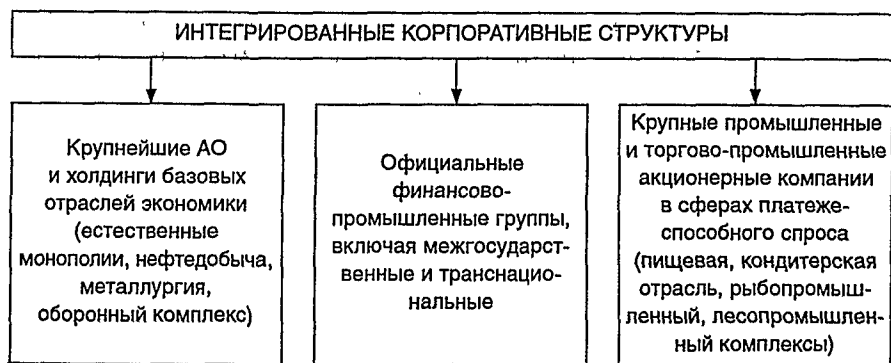 ИНТЕГРИРОВАННЫЕ КОРПОРАТИВНЫЕ СТРУКТУРЫ
Крупнейшие АО
и холдинги базовых
отраслей экономики
(естественные
монополии, нефтедобыча,
металлургия,
оборонный комплекс)
Официальные
финансово-
промышленные группы,
включая межгосударст-
венные и транснацио-
нальные
Крупные промышленные
и торгово-промышленные
акционерные компании
в сферах платеже-
способного спроса
(пищевая, кондитерская
отрасль, рыбопромыш-
ленный, лесопромышлен-
ный комплексы)